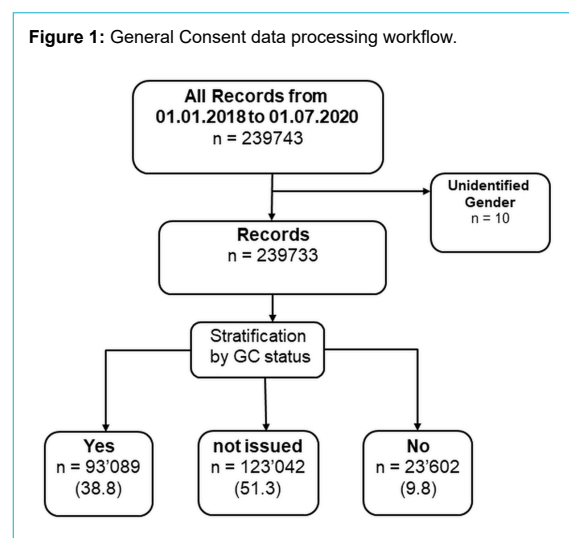 Figure 1: General Consent data processing workflow.
All Records from
01.01.2018 to 01.07.2020
n = 239743
Unidentified
Gender
n = 10
Records
n = 239733
Stratification
by GC status
Yes
n = 93’089
(38.8)
not issued
n = 123’042
(51.3)
No
n = 23’602
(9.8)